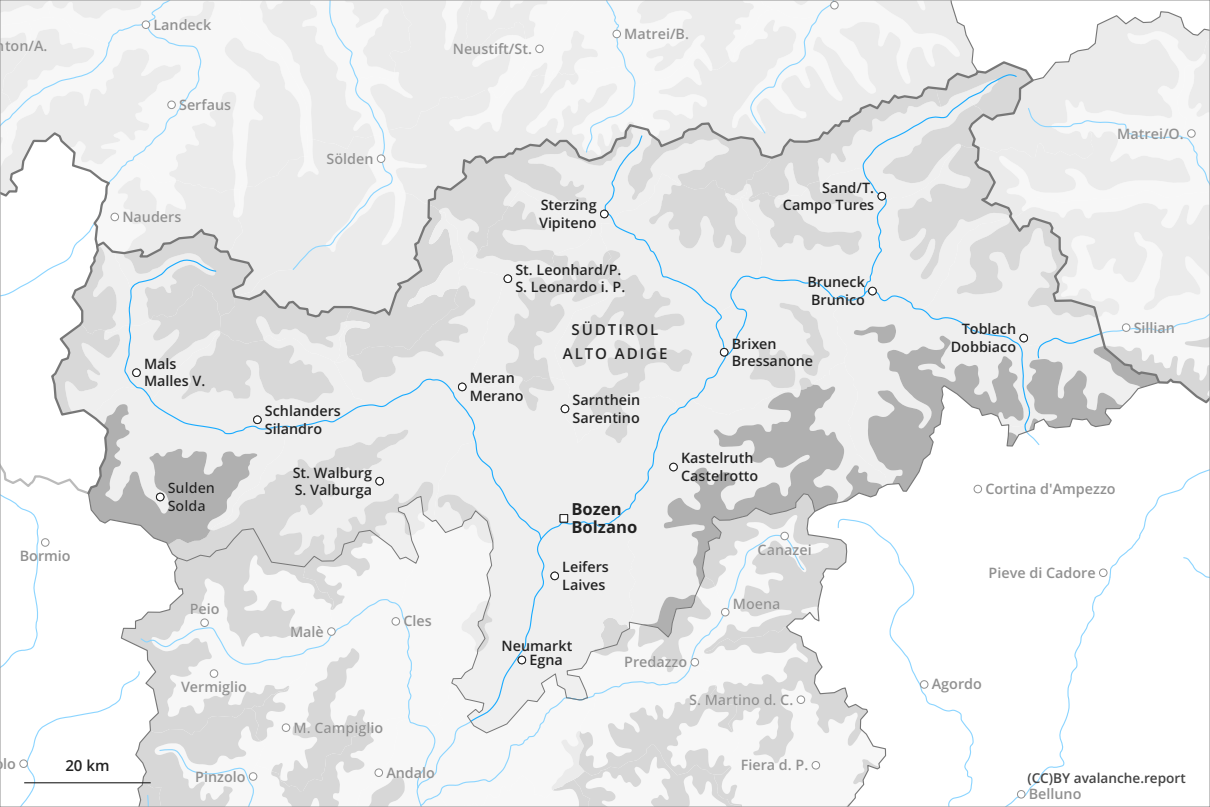 Landeck
Matrei/B.
nton/A.
Neustift/St.
Serfaus
Matrei/O.
Sölden
Sand/T.
Campo Tures
Sterzing
Vipiteno
Nauders
St. Leonhard/P.
S. Leonardo i. P.
Bruneck
Brunico
SÜDTIROL
ALTO ADIGE
Toblach
Dobbiaco
Sillian
Brixen
Bressanone
Mals
Malles V.
Meran
Merano
Sarnthein
Sarentino
Schlanders
Silandro
Kastelruth
Castelrotto
St. Walburg
S. Valburga
Sulden
Solda
Cortina d'Ampezzo
Bozen
Bolzano
Canazei
Bormio
Leifers
Laives
Pieve di Cadore
Peio
Moena
Cles
Malè
Neumarkt
Egna
Predazzo
Vermiglio
Agordo
S. Martino d. C.
M. Campiglio
olo
20 km
Fiera d. P.
Pinzolo
Andalo
(CC)BY avalanche.report
Belluno